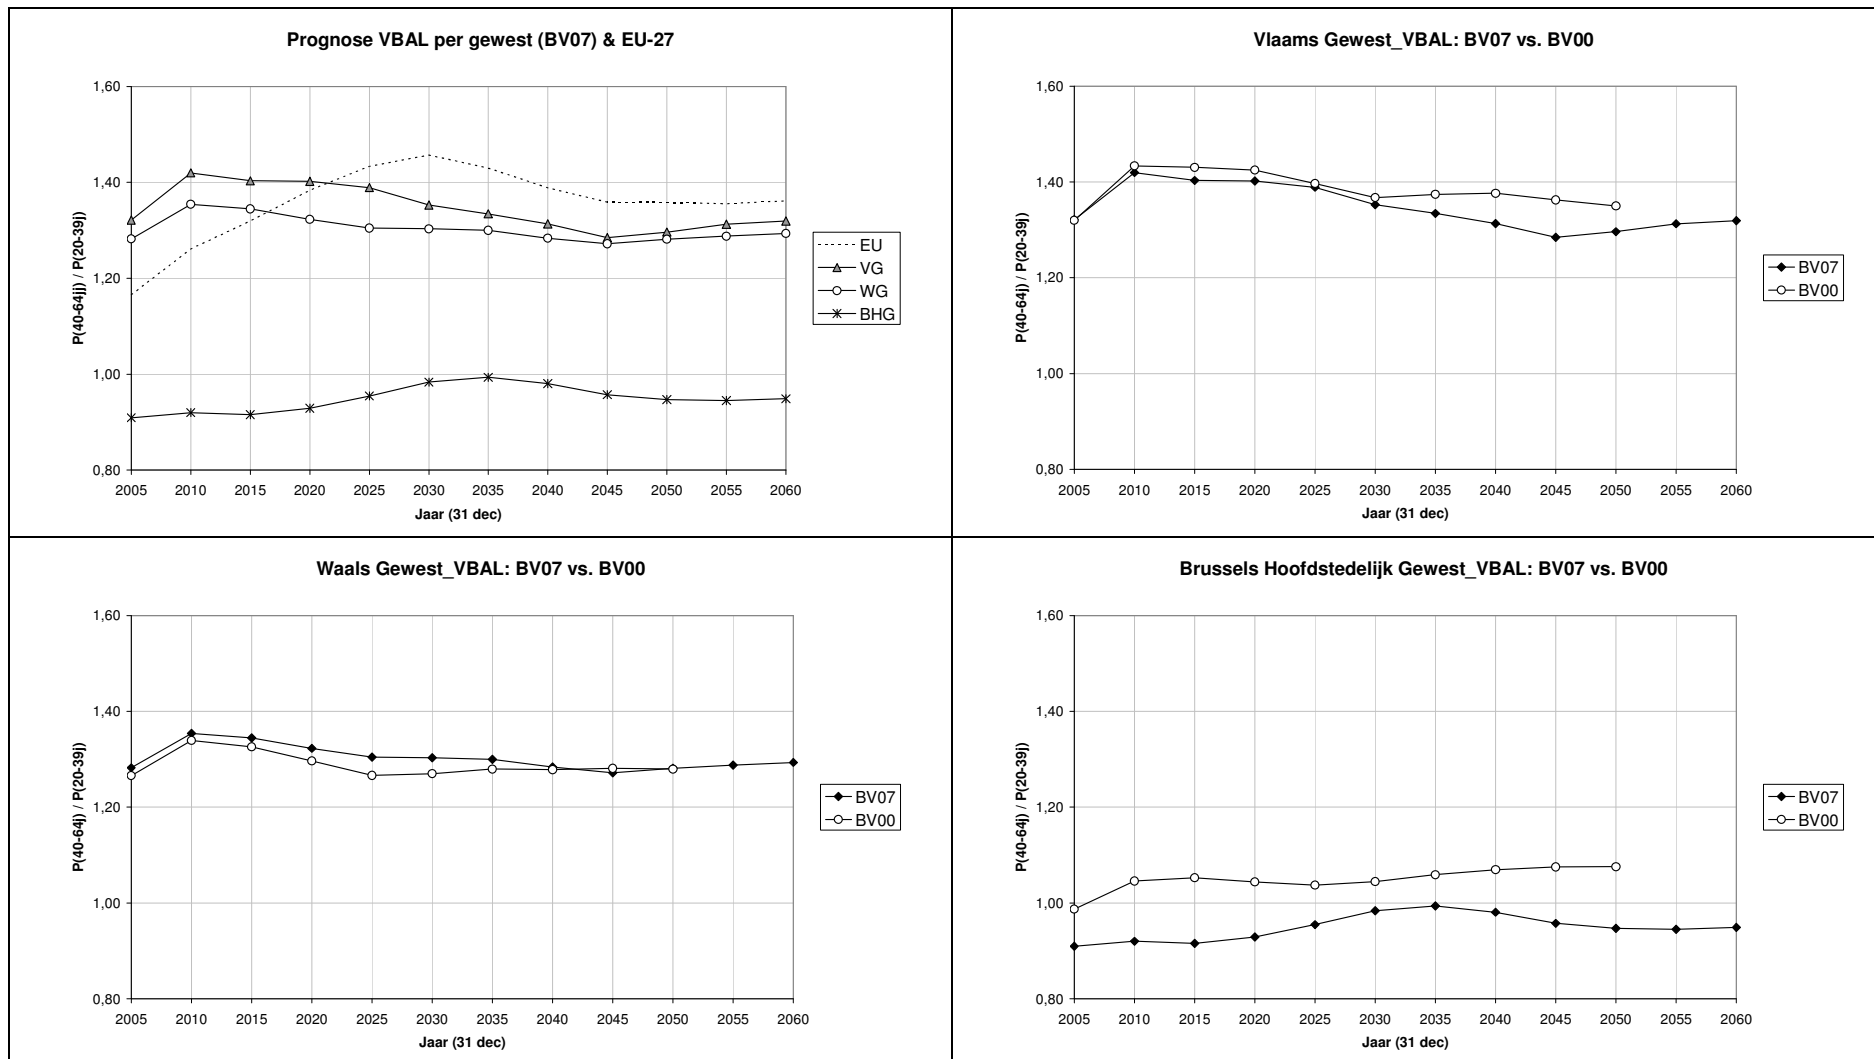 Prognose VBAL per gewest (BV07) & EU-27
P(40-64jj) / P(20-39j)
1,60
1,40
1,20
1,00
0,80
2005 2010 2015 2020 2025 2030 2035 2040 2045 2050 2055 2060
Jaar (31 dec)
EU
VG
WG
BHG
Vlaams Gewest_VBAL: BV07 vs. BV00
P(40-64j) / P(20-39j)
1,60
1,40
1,20
1,00
0,80
2005 2010 2015 2020 2025 2030 2035 2040 2045 2050 2055 2060
Jaar (31 dec)
BV07
BV00
Waals Gewest_VBAL: BV07 vs. BV00
P(40-64j) / P(20-39j)
1,60
1,40
1,20
1,00
0,80
2005 2010 2015 2020 2025 2030 2035 2040 2045 2050 2055 2060
Jaar (31 dec)
BV07
BV00
Brussels Hoofdstedelijk Gewest_VBAL: BV07 vs. BV00
P(40-64j) / P(20-39j)
1,60
1,40
1,20
1,00
0,80
2005 2010 2015 2020 2025 2030 2035 2040 2045 2050 2055 2060
Jaar (31 dec)
BV07
BV00